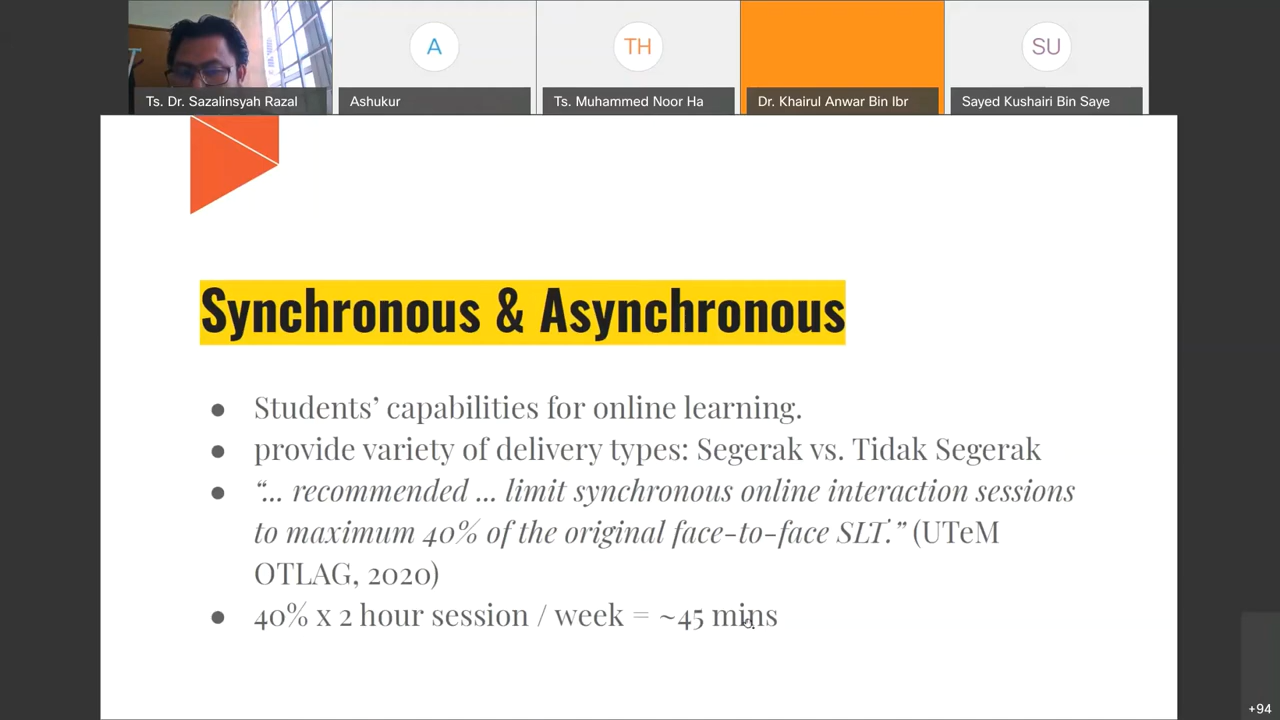 A
TH
SU
Ts. Dr. Sazalinsyah Razal
Ashukur
Ts. Muhammed Noor Ha
Dr. Khairul Anwar Bin Ibr
Sayed Kushairi Bin Saye
Synchronous & Asynchronous
● Students’ capabilities for online learning.
● provide variety of delivery types: Segerak vs. Tidak Segerak
● “... recommended ... limit synchronous online interaction sessions
to maximum 40% of the original face-to-face SLT.” (UTeM
OTLAG, 2020)
● 40% x 2 hour session / week = ~45 mins
+94